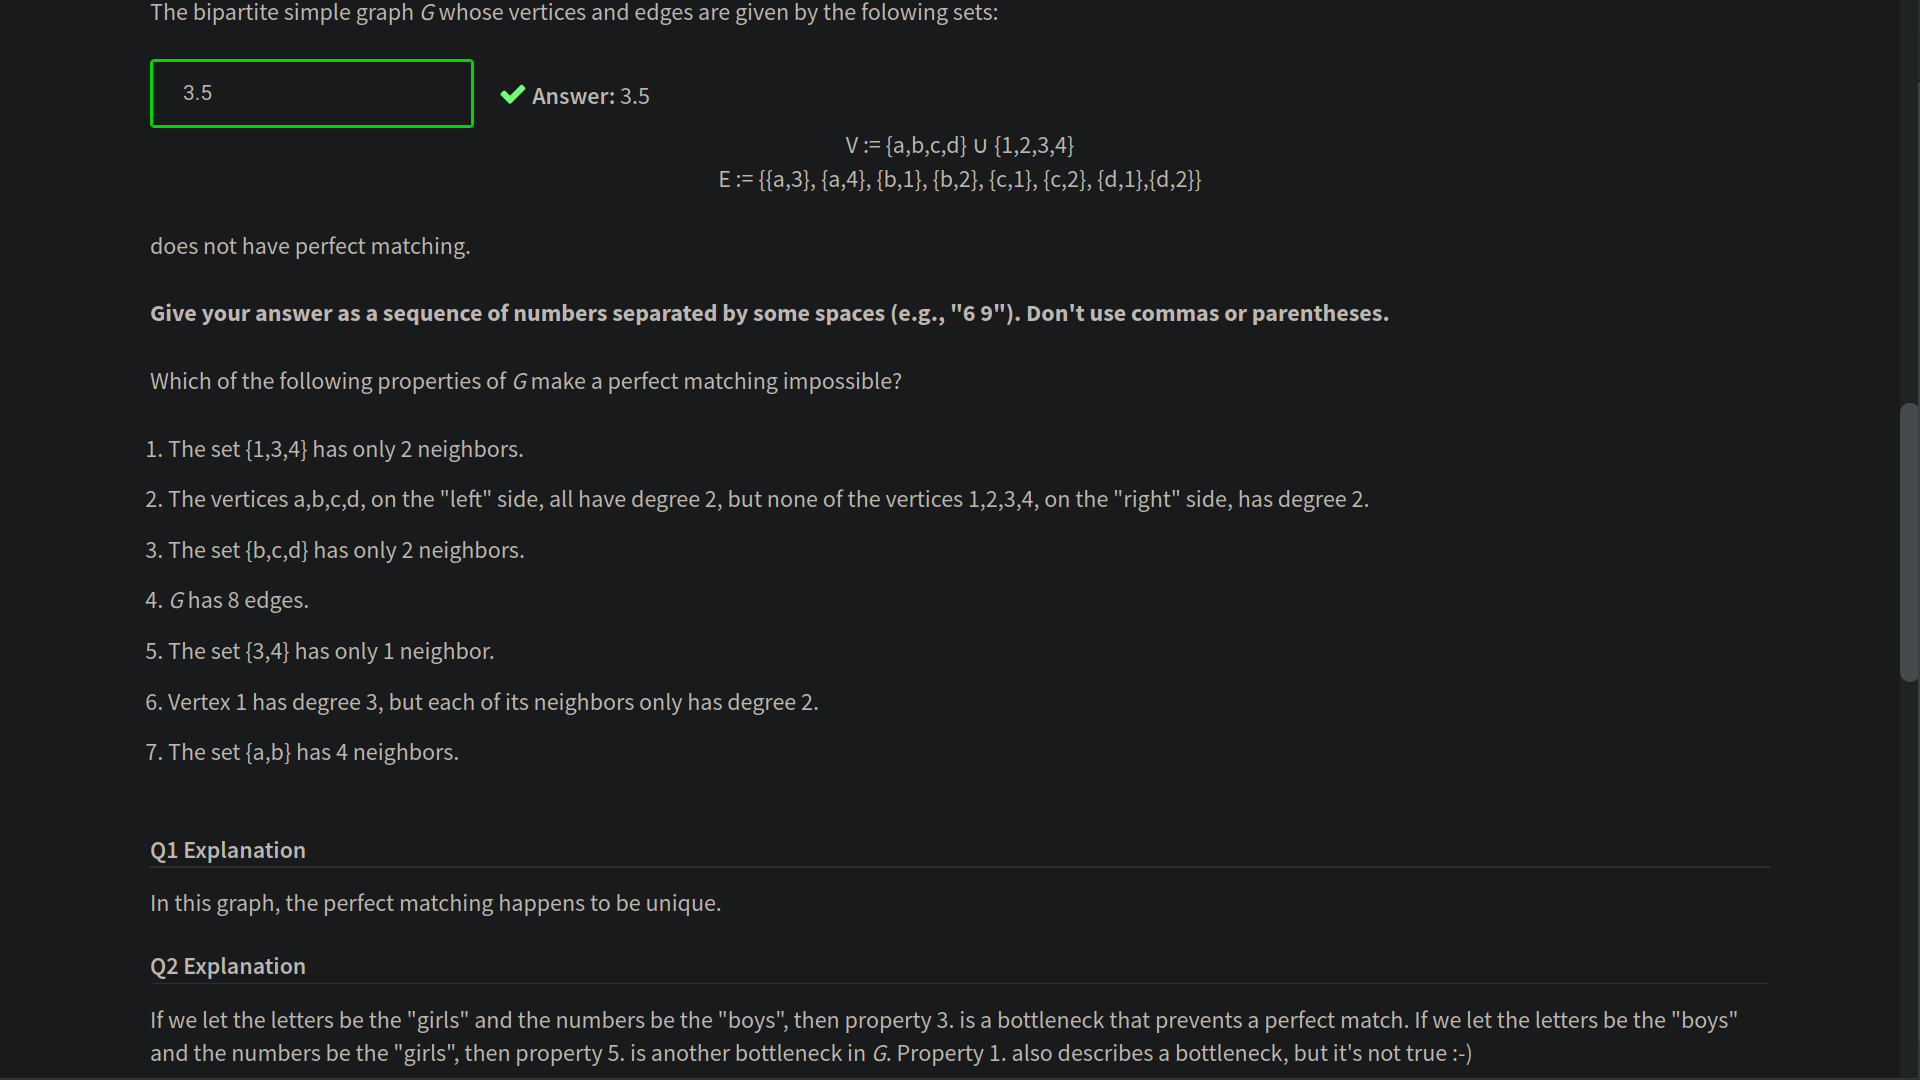 The bipartite simple graph G whose vertices and edges are given by the folowing sets:
3.5
Answer: 3.5
V := {a,b,c,d} ∪ {1,2,3,4}
E := {{a,3}, {a,4}, {b,1}, {b,2}, {c,1}, {c,2}, {d,1},{d,2}}
does not have perfect matching.
Give your answer as a sequence of numbers separated by some spaces (e.g., "6 9"). Don't use commas or parentheses.
Which of the following properties of G make a perfect matching impossible?
1. The set {1,3,4} has only 2 neighbors.
2. The vertices a,b,c,d, on the "left" side, all have degree 2, but none of the vertices 1,2,3,4, on the "right" side, has degree 2.
3. The set {b,c,d} has only 2 neighbors.
4. G has 8 edges.
5. The set {3,4} has only 1 neighbor.
6. Vertex 1 has degree 3, but each of its neighbors only has degree 2.
7. The set {a,b} has 4 neighbors.
Q1 Explanation
In this graph, the perfect matching happens to be unique.
Q2 Explanation
If we let the letters be the "girls" and the numbers be the "boys", then property 3. is a bottleneck that prevents a perfect match. If we let the letters be the "boys"
and the numbers be the "girls", then property 5. is another bottleneck in G. Property 1. also describes a bottleneck, but it's not true :-)